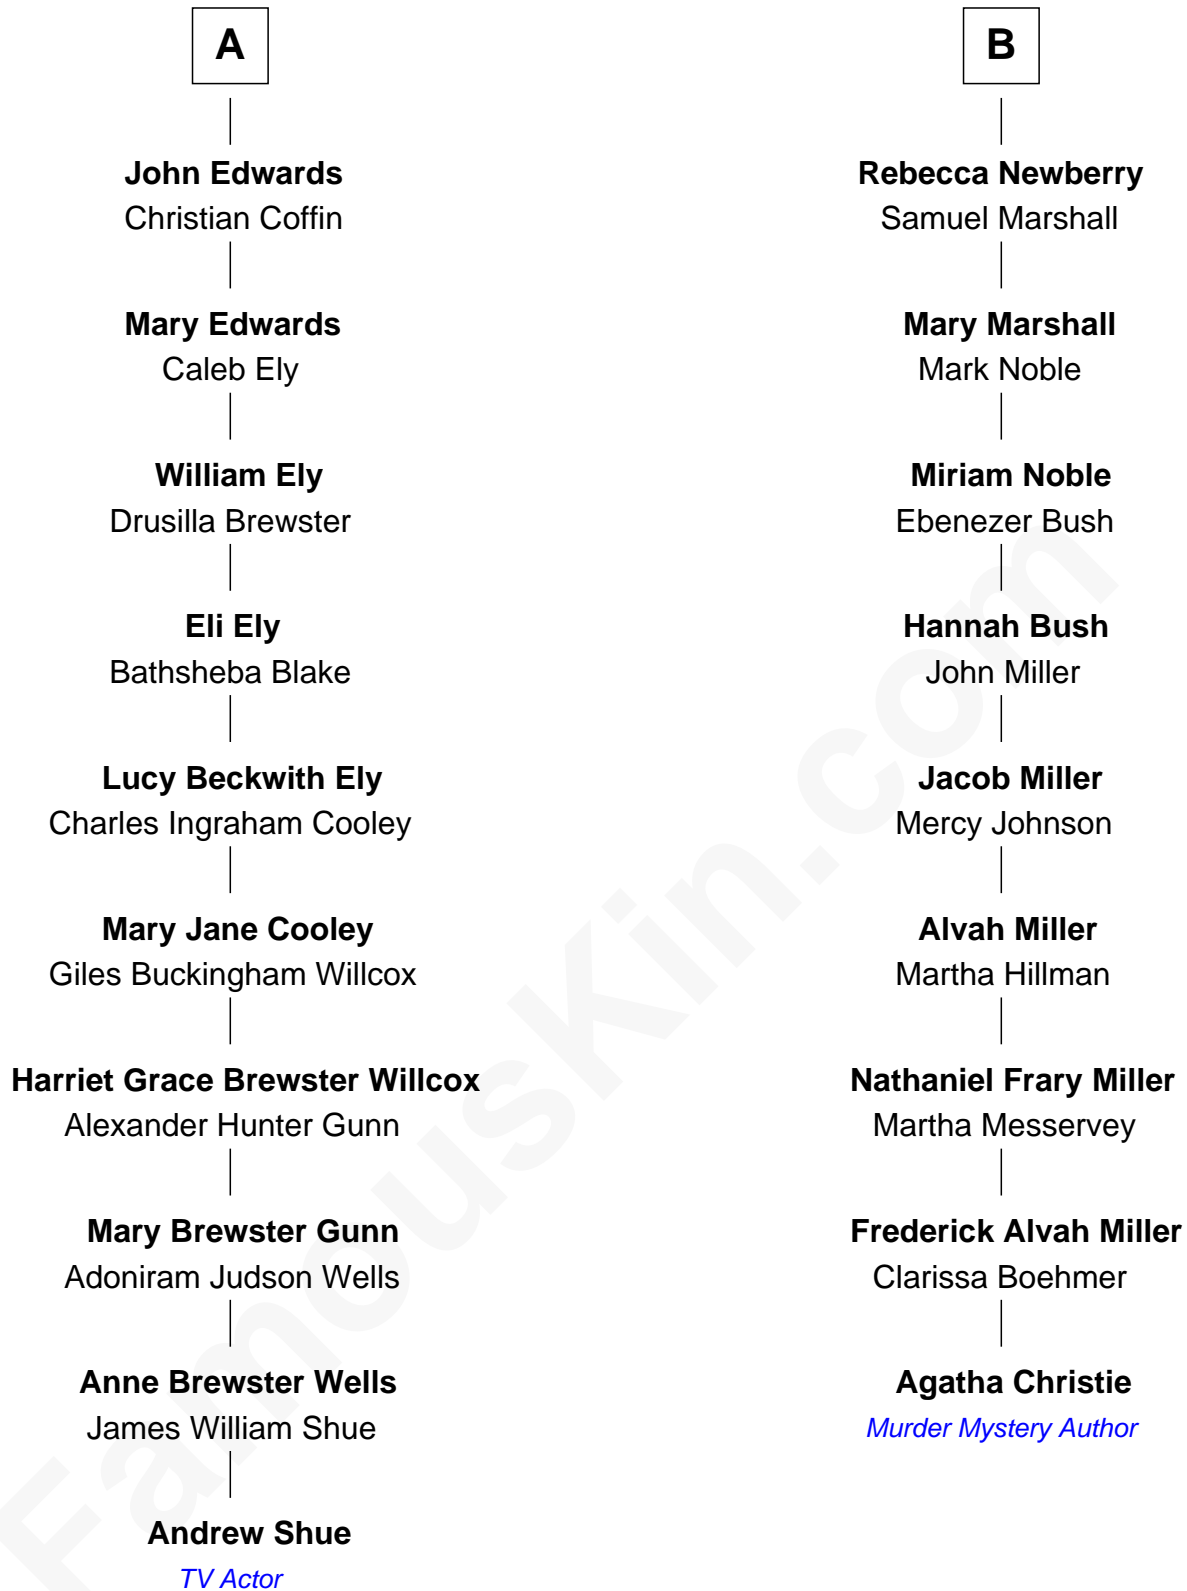 A
John Edwards
Christian Coffin
Mary Edwards
Caleb Ely
William Ely
Drusilla Brewster
Eli Ely
Bathsheba Blake
Lucy Beckwith Ely
Charles Ingraham Cooley
Mary Jane Cooley
Giles Buckingham Willcox
Harriet Grace Brewster Willcox
Alexander Hunter Gunn
Mary Brewster Gunn
Adoniram Judson Wells
Anne Brewster Wells
James William Shue
Andrew Shue
TV Actor
B
Rebecca Newberry
Samuel Marshall
Mary Marshall
Mark Noble
Miriam Noble
Ebenezer Bush
Hannah Bush
John Miller
Jacob Miller
Mercy Johnson
Alvah Miller
Martha Hillman
Nathaniel Frary Miller
Martha Messervey
Frederick Alvah Miller
Clarissa Boehmer
Agatha Christie
Murder Mystery Author
FamousKin.com